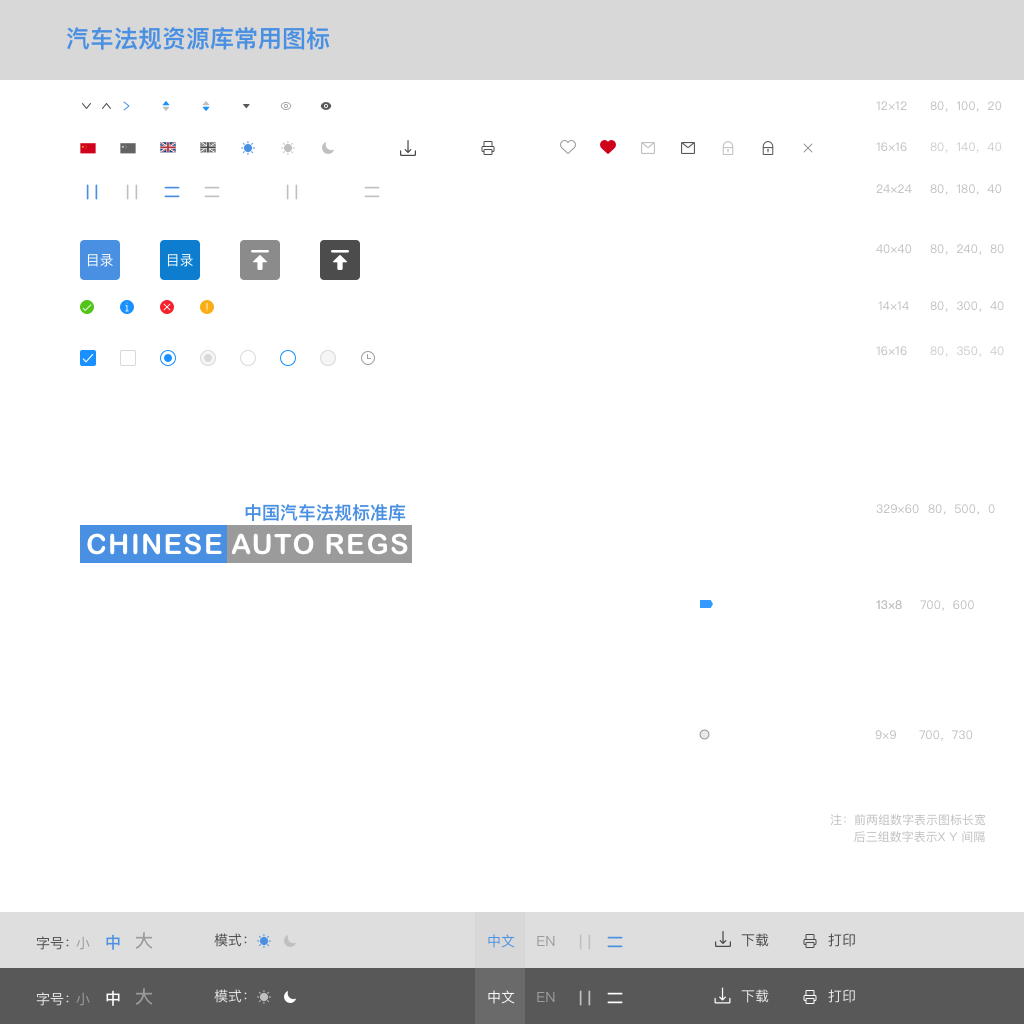 汽车法规资源库常用图标
12×12 80, 100, 20
16×16 80, 140, 40
24×24 80, 180, 40
目录 目录
40×40 80, 240, 80
14×14 80, 300, 40
16×16 80, 350, 40
中国汽车法规标准库
329×60 80, 500, 0
CHINESE AUTO REGS
13×8 700, 600
9×9 700, 730
注：前两组数字表示图标长宽
后三组数字表示X Y 间隔
字号：小 中 大 模式： 中文 EN 下载 打印
字号：小 中 大 模式： 中文 EN 下载 打印